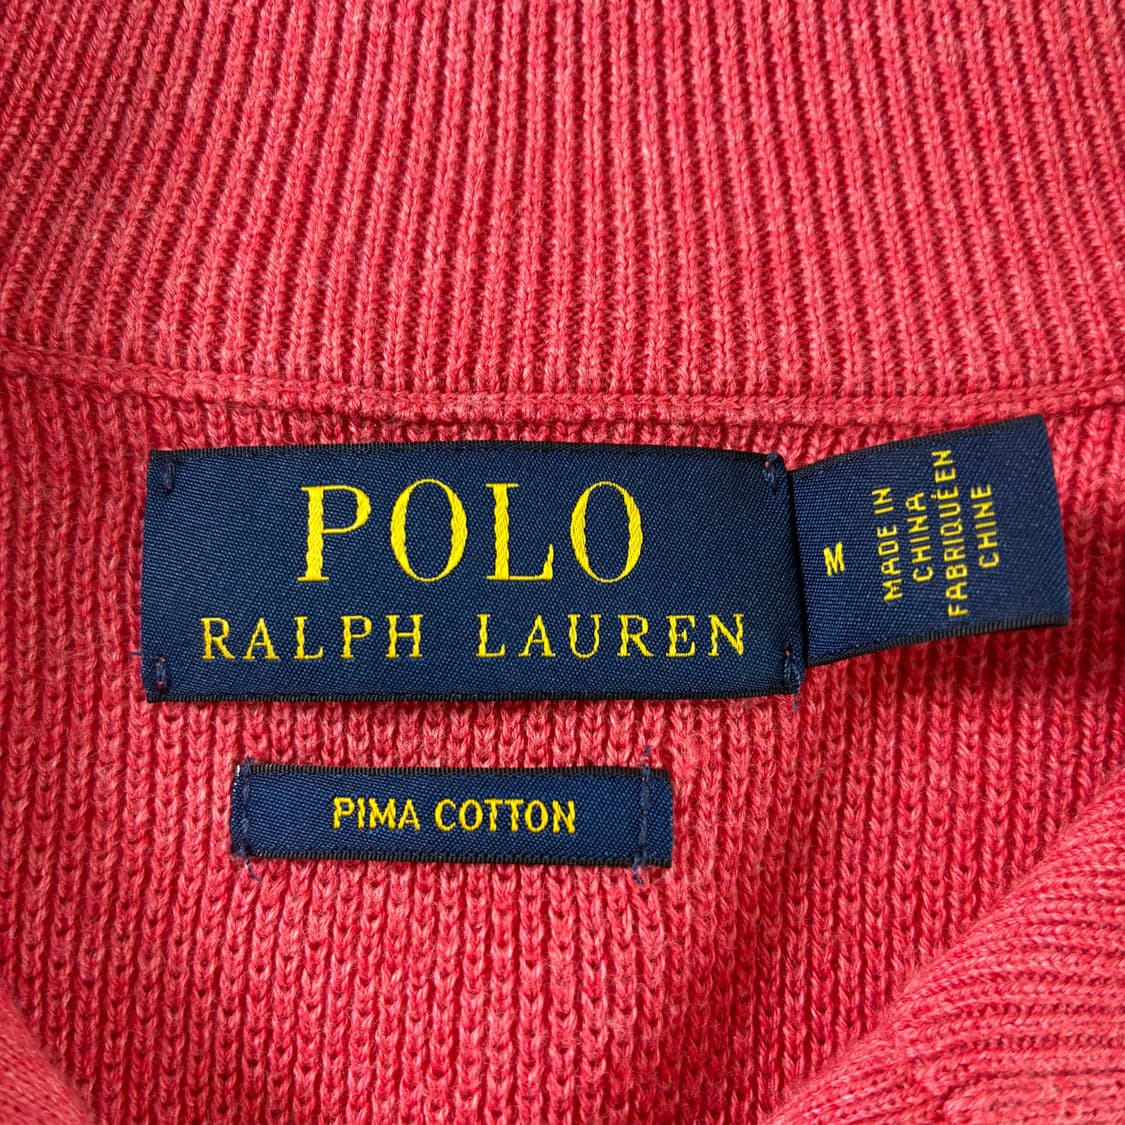 POLO
RALPH LAUREN
M
MADE IN
CHINA
FABRIQUÉ EN
CHINE
PIMA COTTON